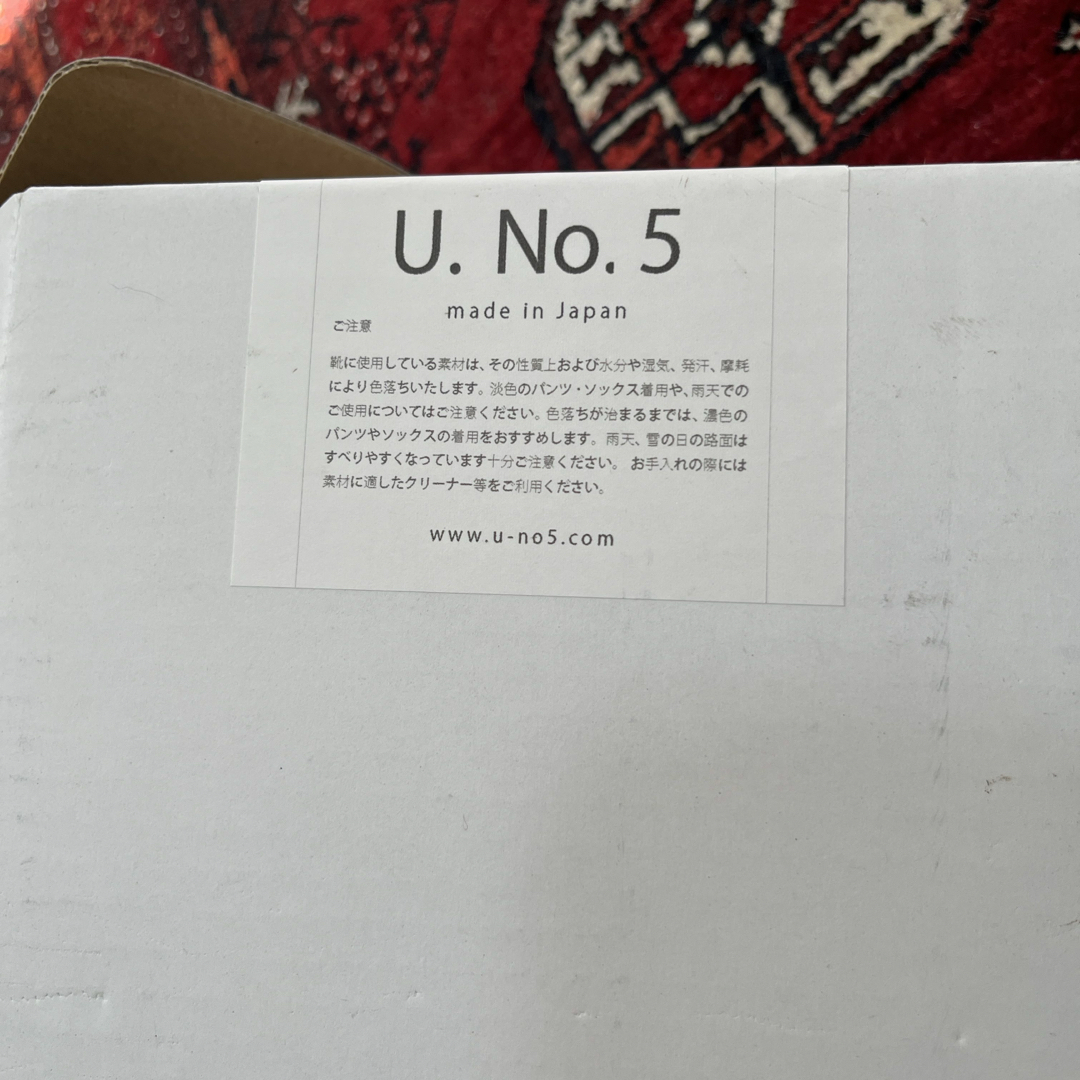 U. No. 5
made in Japan
ご注意
靴に使用している素材は、その性質上および水分や湿気、発汗、摩耗
により色落ちいたします。淡色のパンツ・ソックス着用や、雨天での
ご使用についてはご注意ください。色落ちが治まるまでは、濃色の
パンツやソックスの着用をおすすめします。雨天、雪の日の路面は
すべりやすくなっています十分ご注意ください。 お手入れの際には
素材に適したクリーナー等をご利用ください。
www.u-no5.com